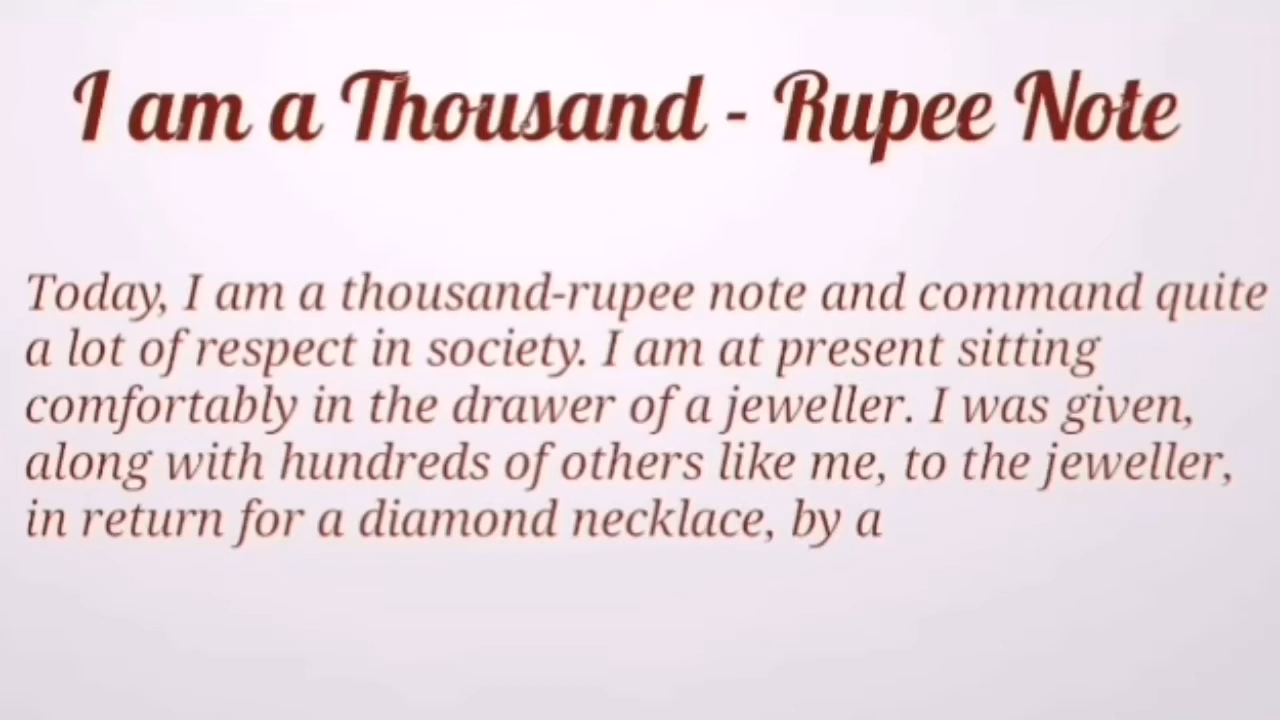 I am a Thousand - Rupee Note
Today, I am a thousand-rupee note and command quite
a lot of respect in society. I am at present sitting
comfortably in the drawer of a jeweller. I was given,
along with hundreds of others like me, to the jeweller,
in return for a diamond necklace, by a